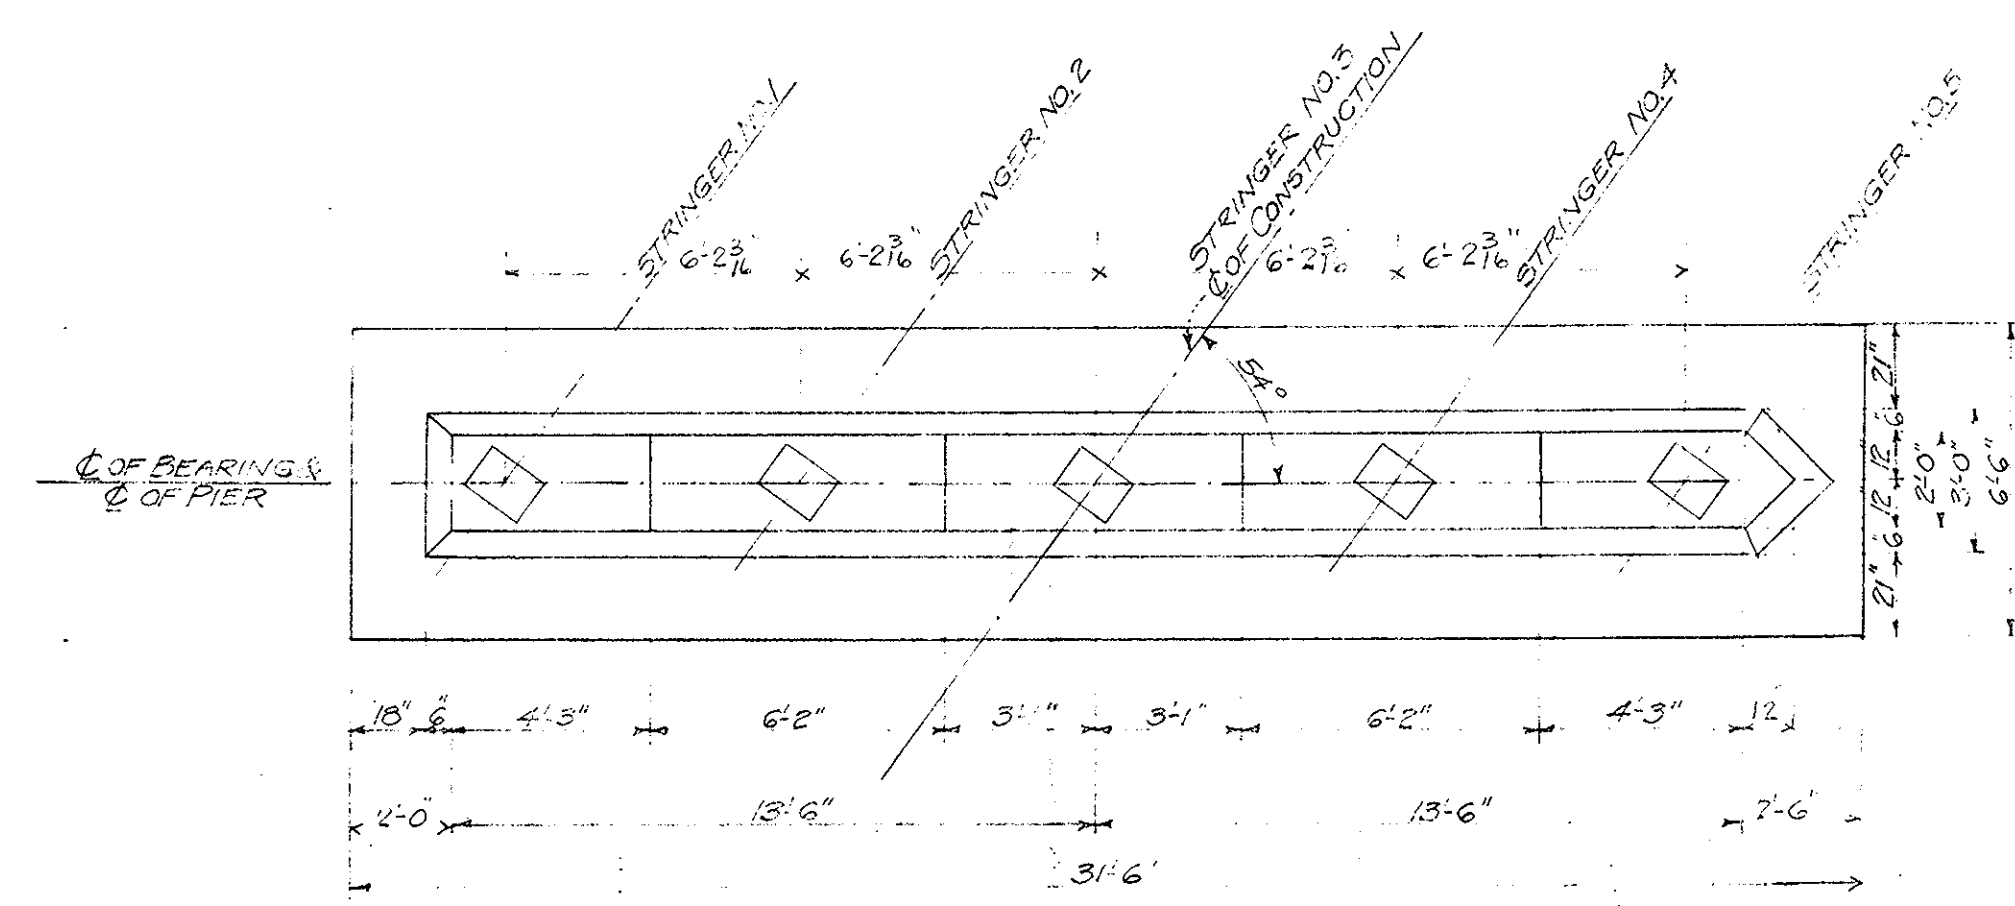 STRINGER NO.1
STRINGER NO.2
STRINGER NO.3
℄ OF CONSTRUCTION
STRINGER NO.4
STRINGER NO.5
6'-2 3/16" 6'-2 3/16" 6'-2 3/16" 6'-2 3/16"
54°
℄ OF BEARING &
℄ OF PIER
21" 6 12 12" 6" 21"
2'-0"
3'-0"
6'-6"
18" 6" 4'-3" 6'-2" 3'-1" 3'-1" 6'-2" 4'-3" 12
2'-0" 13'-6" 13'-6" 2'-6"
31'-6'